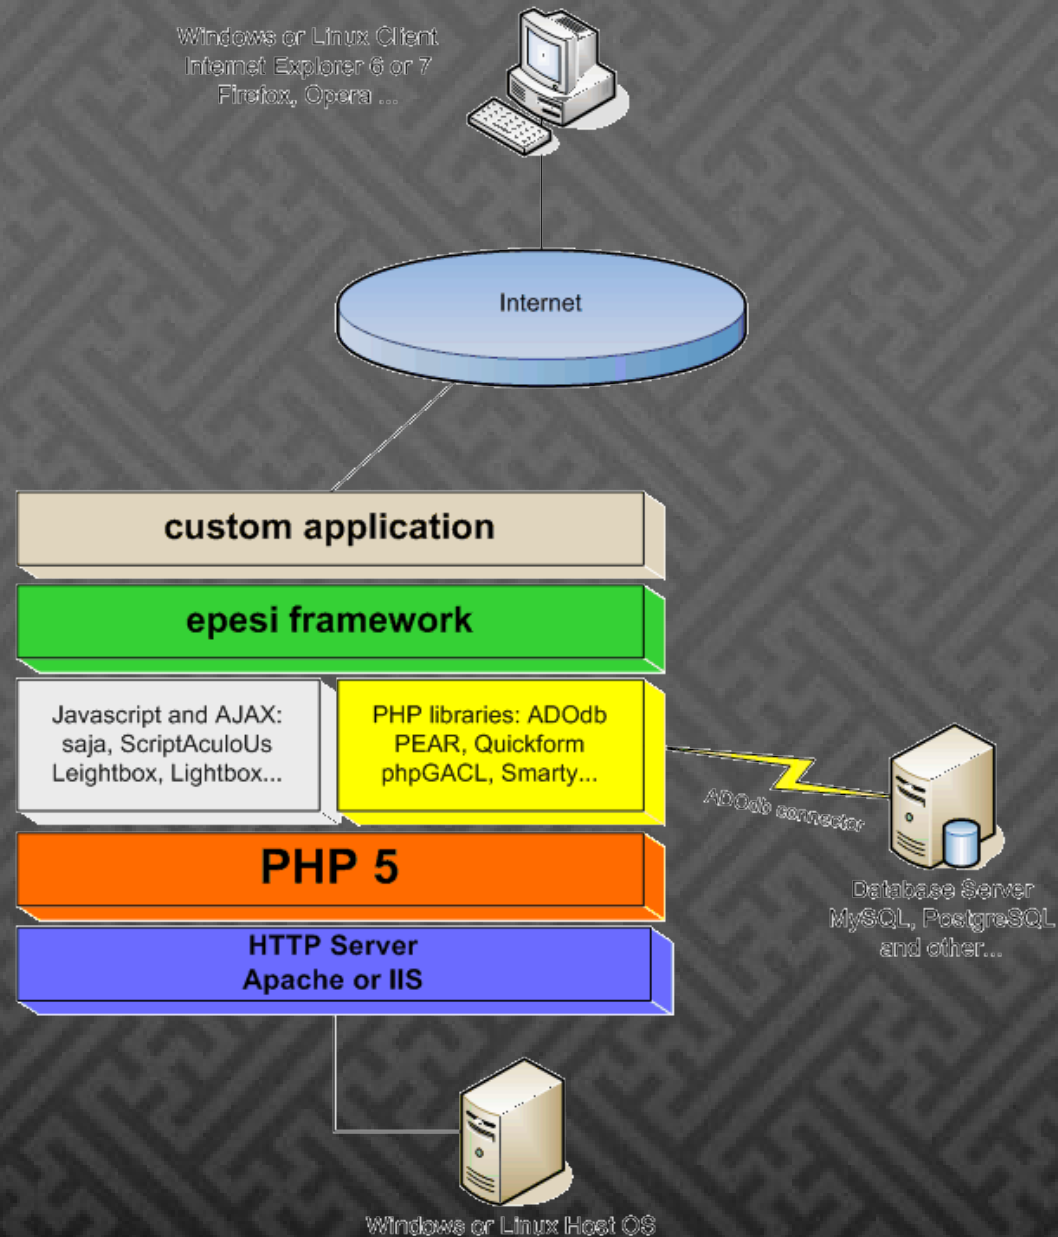 Windows or Linux Client
Internet Explorer 6 or 7
Firefox, Opera ...
Internet
custom application
epesi framework
Javascript and AJAX:
saja, ScriptAculoUs
Leightbox, Lightbox...
PHP libraries: ADOdb
PEAR, Quickform
phpGACL, Smarty...
ADOdb connector
Database Server
MySQL, PostgreSQL
and other...
PHP 5
HTTP Server
Apache or IIS
Windows or Linux Host OS